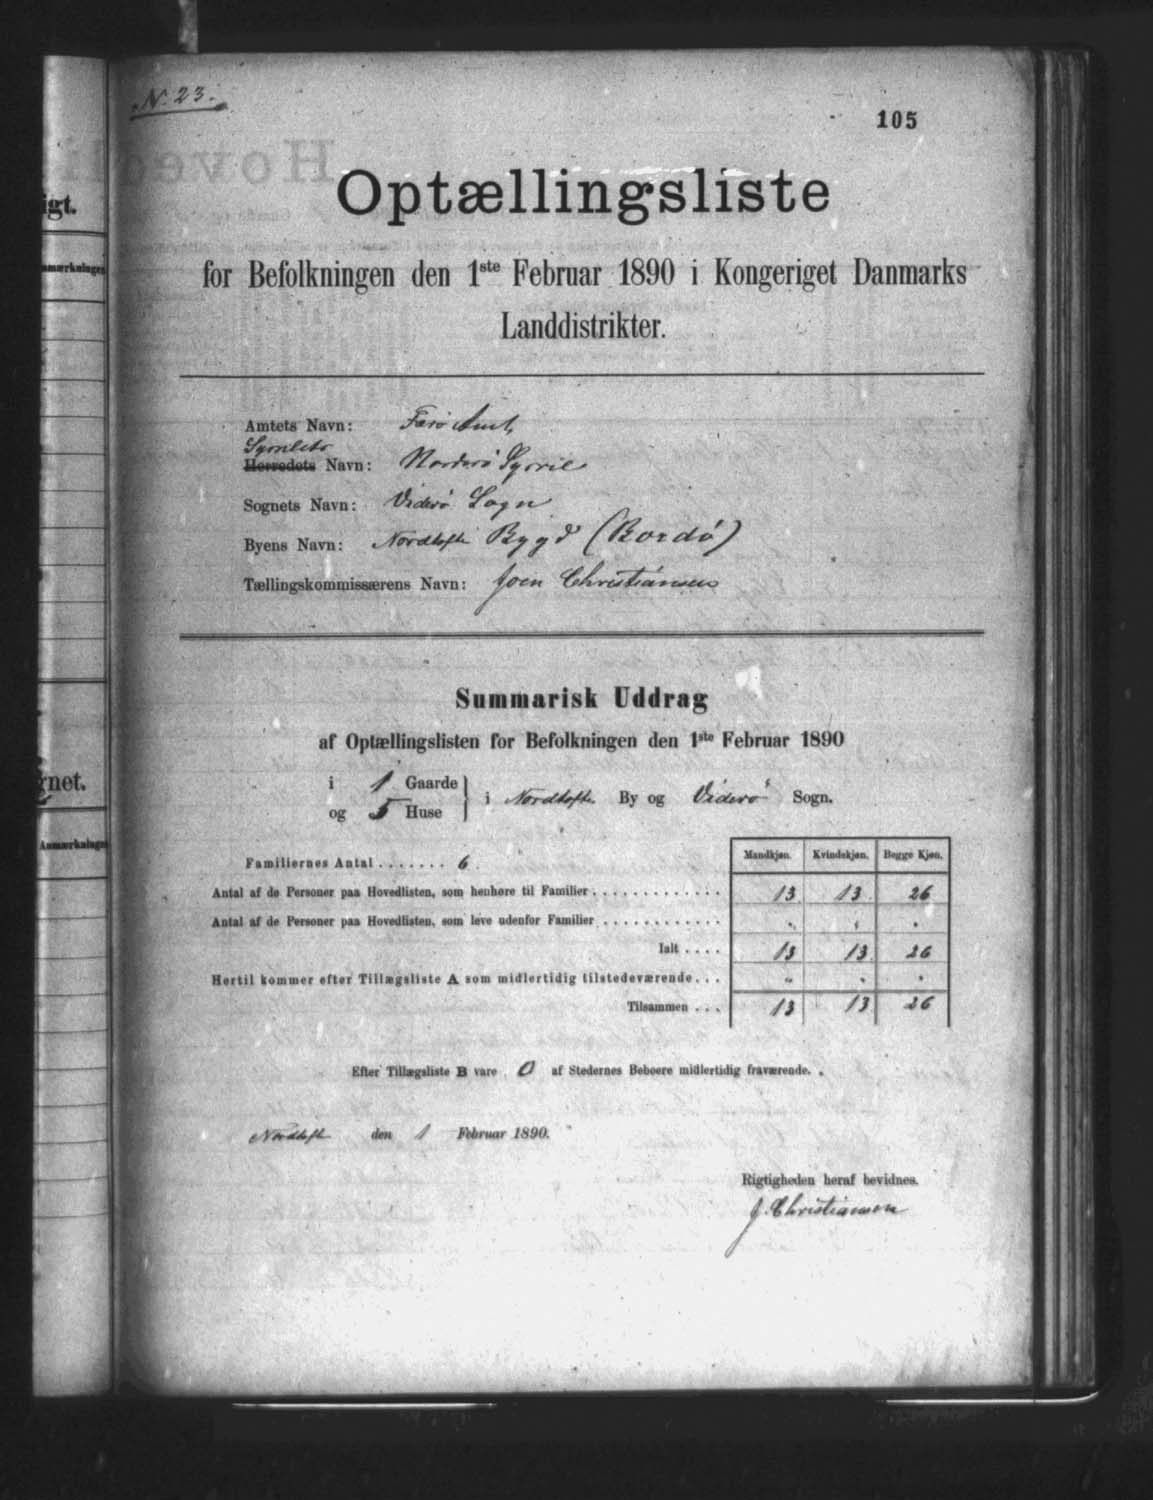 N. 23.
105
Optællingsliste
for Befolkningen den 1ste Februar 1890 i Kongeriget Danmarks
Landdistrikter.
Amtets Navn: Færø Amt,
Sysselets
Herredets Navn: Norderø Syssel
Sognets Navn: Viderø Sogn
Byens Navn: Nordtofte Bygd (Bordø)
Tællingskommissærens Navn: Joen Christiansen
Summarisk Uddrag
af Optællingslisten for Befolkningen den 1ste Februar 1890
i 1 Gaarde
og 5 Huse
i Nordtofte By og Viderø Sogn.
Mandkjøn. Kvindekjøn. Begge Kjøn.
Familiernes Antal . . . . . . . 6.
Antal af de Personer paa Hovedlisten, som henhøre til Familier . . . . . . . . . . . . . 13 13 26
Antal af de Personer paa Hovedlisten, som leve udenfor Familier . . . . . . . . . . . . " " "
Ialt . . . . 13 13 26
Hertil kommer efter Tillægsliste A som midlertidig tilstedeværende . . . " " "
Tilsammen . . . 13 13 26
Efter Tillægsliste B vare 0 af Stedernes Beboere midlertidig fraværende.
Nordtofte den 1 Februar 1890.
Rigtigheden heraf bevidnes.
J. Christiansen
igt.
Anmærkninger
gnet.
Anmærkninger